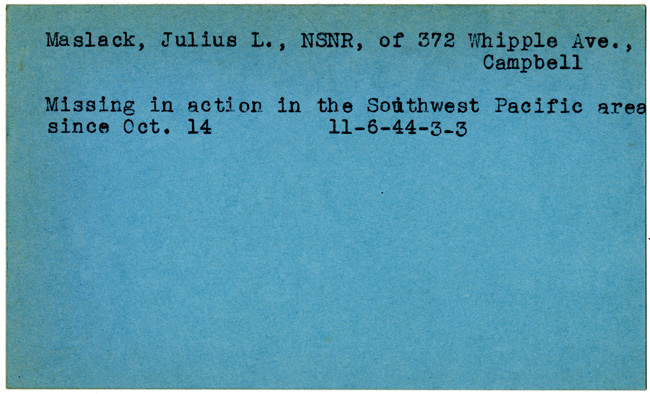 Maslack, Julius L., NSNR, of 372 Whipple Ave.,
Campbell
Missing in action in the Southwest Pacific area
since Oct. 14 11-6-44-3-3